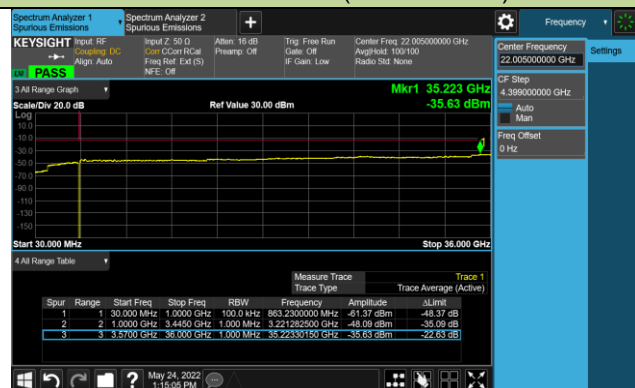 Spectrum Analyzer 1
Spurious Emissions
Spectrum Analyzer 2
Spurious Emissions
+
Frequency
KEYSIGHT
Input: RF
Coupling: DC
Align: Auto
Input Z: 50 Ω
Corr CCorr RCal
Freq Ref: Ext (S)
NFE: Off
Atten: 16 dB
Preamp: Off
Trig: Free Run
Gate: Off
IF Gain: Low
Center Freq: 22.005000000 GHz
Avg|Hold: 100/100
Radio Std: None
PASS
Center Frequency
22.005000000 GHz
Settings
CF Step
4.399000000 GHz
Auto
Man
Freq Offset
0 Hz
3 All Range Graph
Mkr1 35.223 GHz
Scale/Div 20.0 dB
Ref Value 30.00 dBm
-35.63 dBm
Log
10.0
-10.0
-30.0
-50.0
-70.0
-90.0
-110
-130
-150
1
Start 30.000 MHz
Stop 36.000 GHz
4 All Range Table
Measure Trace Trace 1
Trace Type Trace Average (Active)
Spur Range Start Freq Stop Freq RBW Frequency Amplitude ΔLimit
1 1 30.000 MHz 1.0000 GHz 100.0 kHz 863.2300000 MHz -61.37 dBm -48.37 dB
2 2 1.0000 GHz 3.4450 GHz 1.000 MHz 3.221282500 GHz -48.09 dBm -35.09 dB
3 3 3.5700 GHz 36.000 GHz 1.000 MHz 35.22330150 GHz -35.63 dBm -22.63 dB
?
May 24, 2022
1:15:05 PM